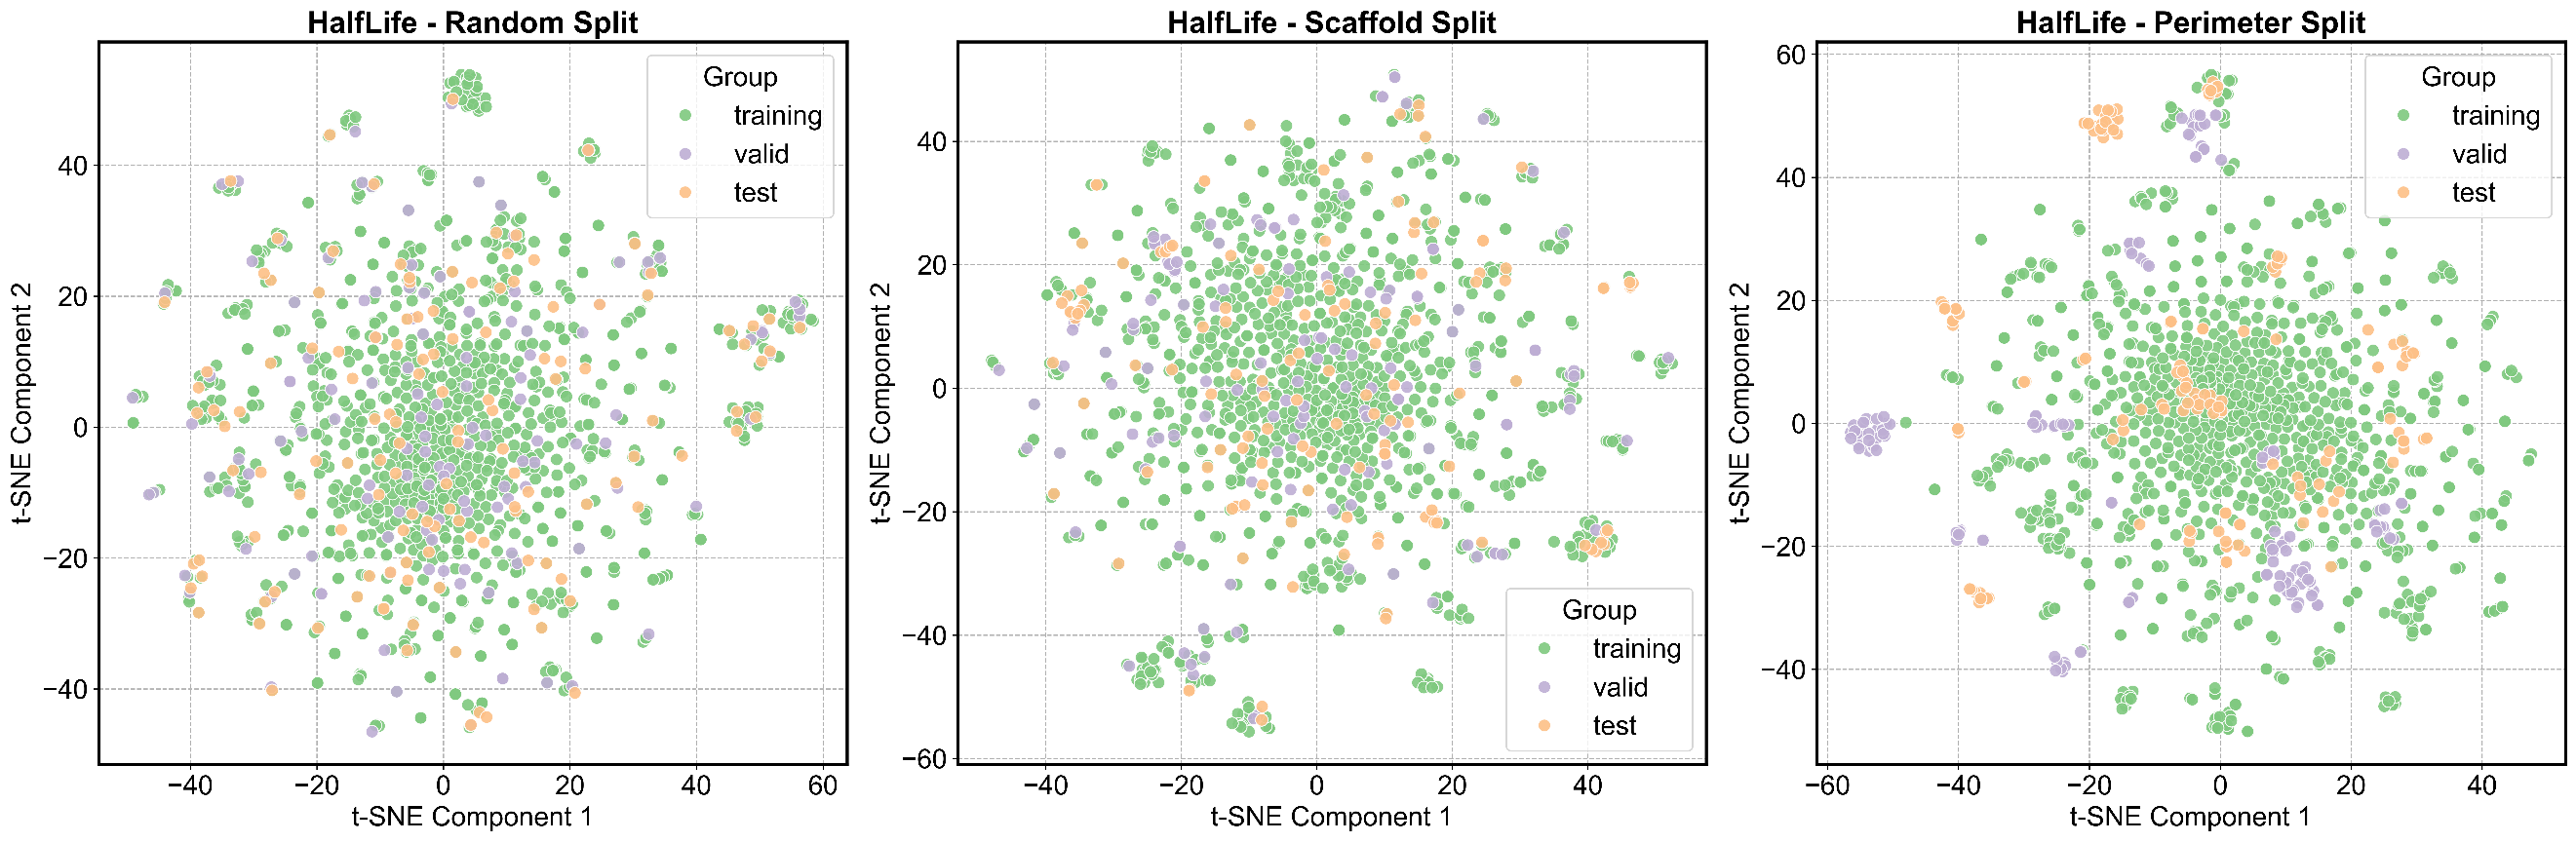 HalfLife - Random Split
Group
training
valid
test
40
20
0
−20
−40
t-SNE Component 2
−40
−20
0
20
40
60
t-SNE Component 1
HalfLife - Scaffold Split
40
20
0
−20
−40
−60
t-SNE Component 2
Group
training
valid
test
−40
−20
0
20
40
t-SNE Component 1
HalfLife - Perimeter Split
Group
training
valid
test
60
40
20
0
−20
−40
t-SNE Component 2
−60
−40
−20
0
20
40
t-SNE Component 1